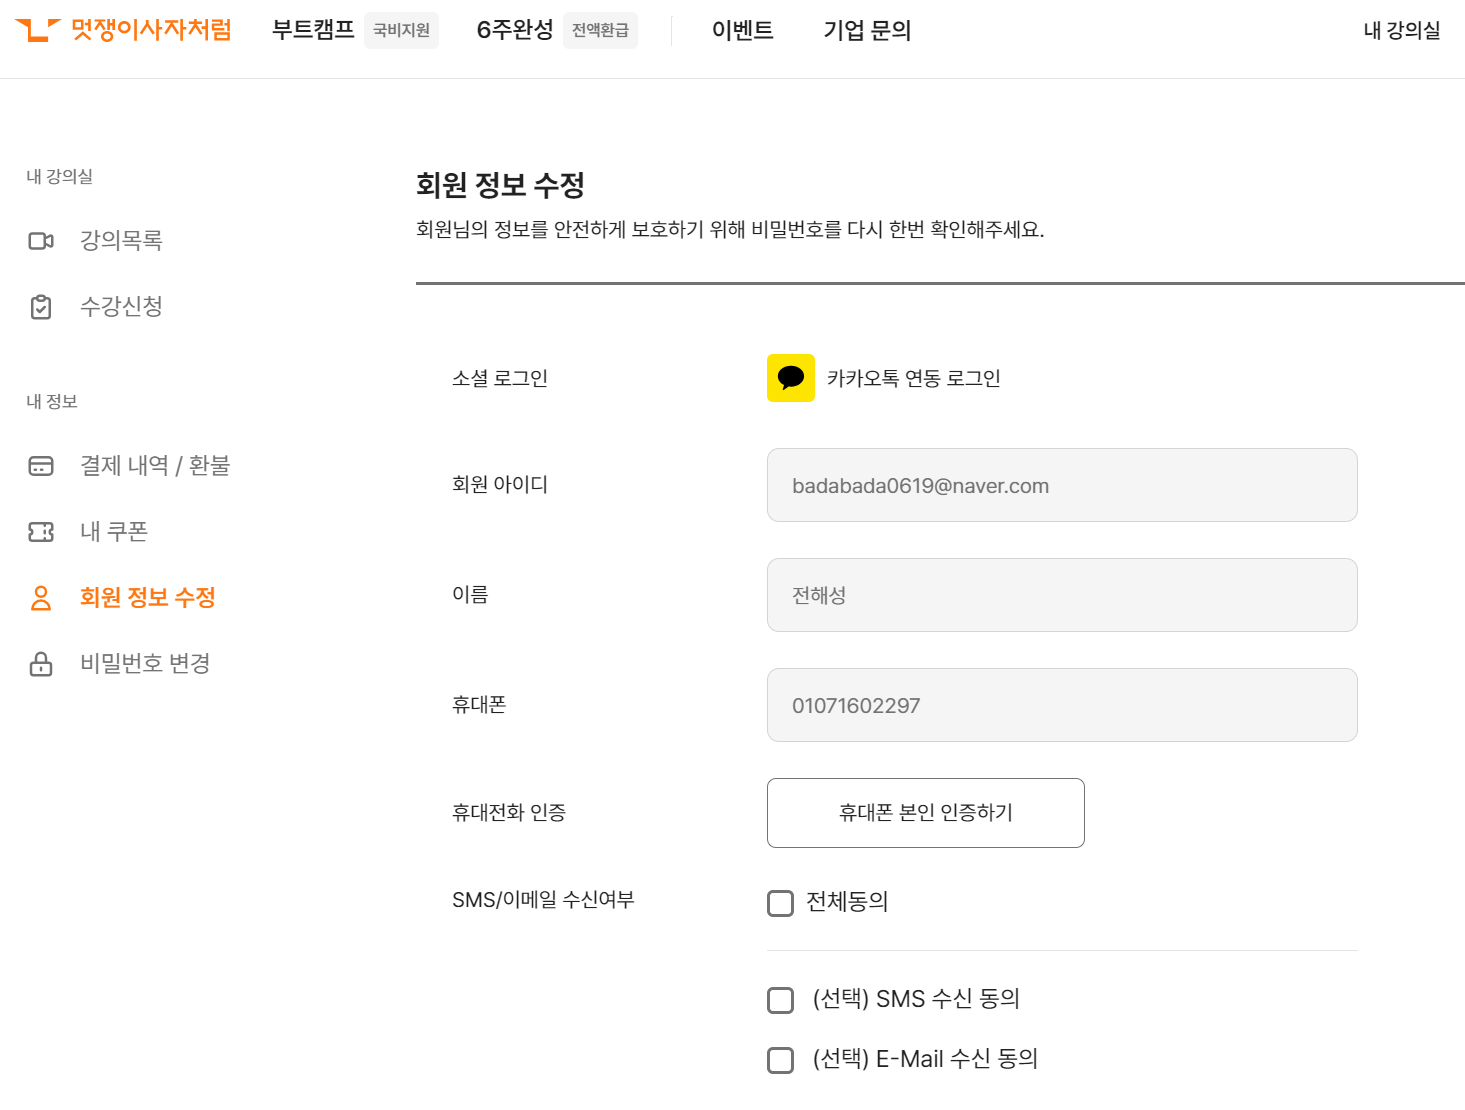 멋쟁이사자처럼 부트캠프 국비지원 6주완성 전액환급 이벤트 기업 문의 내 강의실
내 강의실
강의목록
수강신청
내 정보
결제 내역 / 환불
내 쿠폰
회원 정보 수정
비밀번호 변경
회원 정보 수정
회원님의 정보를 안전하게 보호하기 위해 비밀번호를 다시 한번 확인해주세요.
소셜 로그인 카카오톡 연동 로그인
회원 아이디 badabada0619@naver.com
이름 전해성
휴대폰 01071602297
휴대전화 인증 휴대폰 본인 인증하기
SMS/이메일 수신여부 전체동의
(선택) SMS 수신 동의
(선택) E-Mail 수신 동의